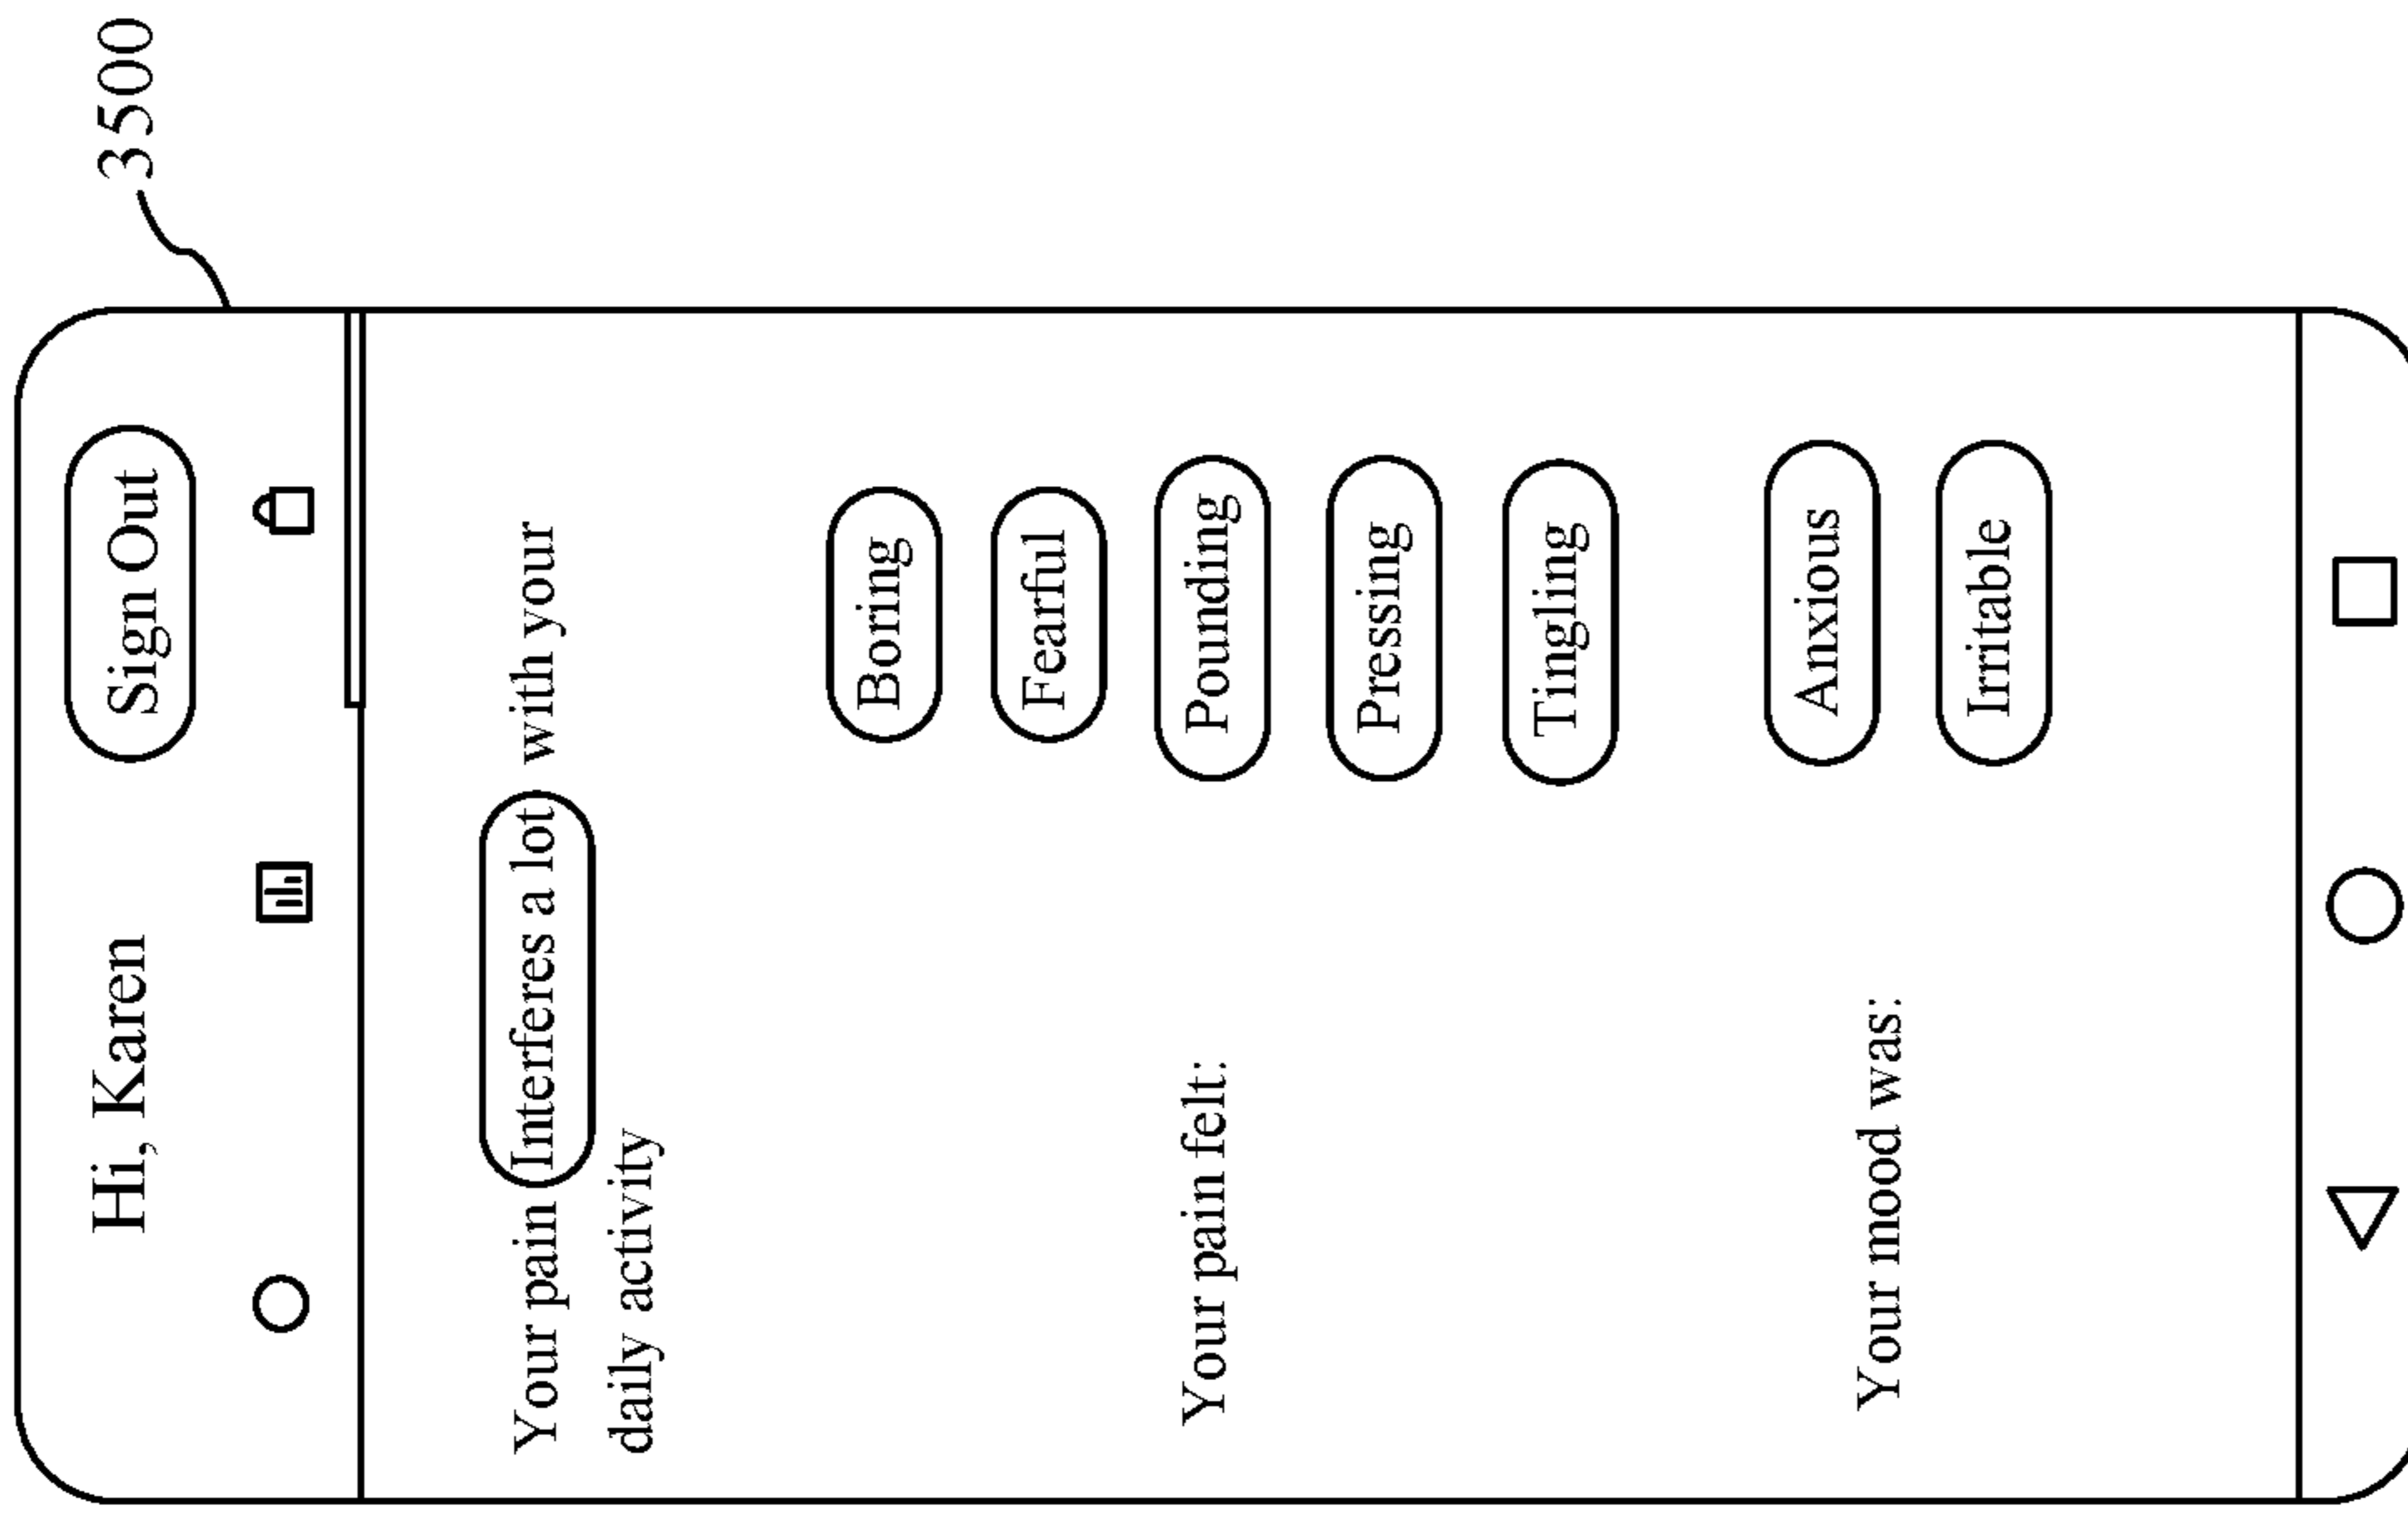 3500
Hi, Karen
Sign Out
Your pain Interferes a lot with your
daily activity
Your pain felt:
Boring
Fearful
Pounding
Pressing
Tingling
Your mood was:
Anxious
Irritable